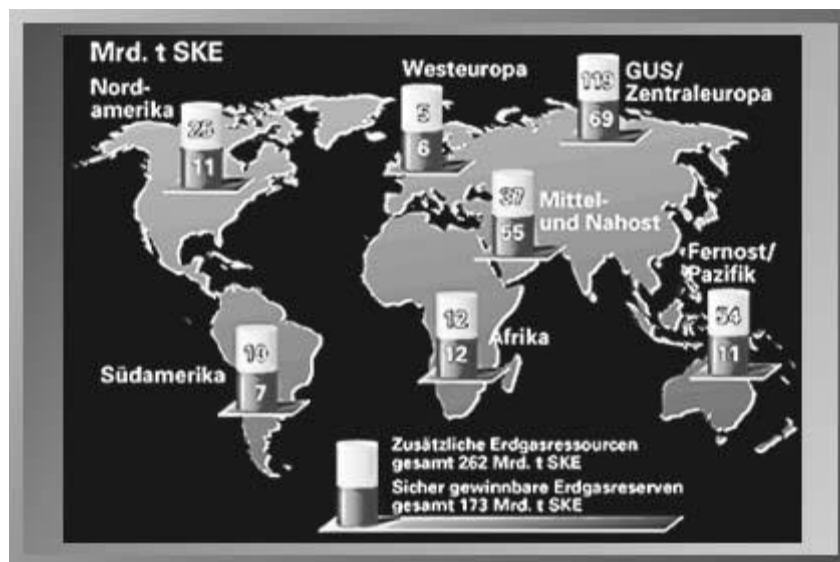 Mrd. t SKE
Nord-
amerika
25
11
Westeuropa
5
6
119
69
GUS/
Zentraleuropa
37
55
Mittel-
und Nahost
Fernost/
Pazifik
54
11
12
12
Afrika
10
7
Südamerika
Zusätzliche Erdgasressourcen
gesamt 262 Mrd. t SKE
Sicher gewinnbare Erdgasreserven
gesamt 173 Mrd. t SKE